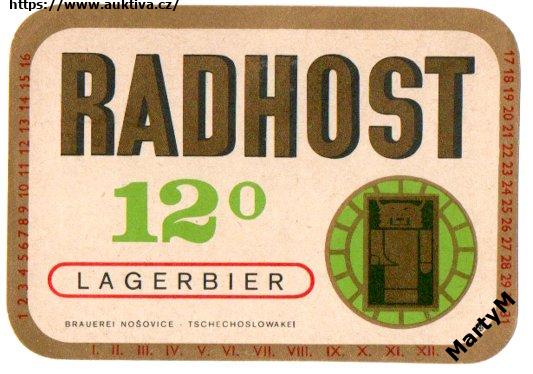 https://www.auktiva.cz/
RADHOST
12°
LAGERBIER
BRAUEREI NOŠOVICE · TSCHECHOSLOWAKEI
1 2 3 4 5 6 7 8 9 10 11 12 13 14 15 16
17 18 19 20 21 22 23 24 25 26 27 28 29 30 31
I. II. III. IV. V. VI. VII. VIII. IX. X. XI. XII.
MartyM